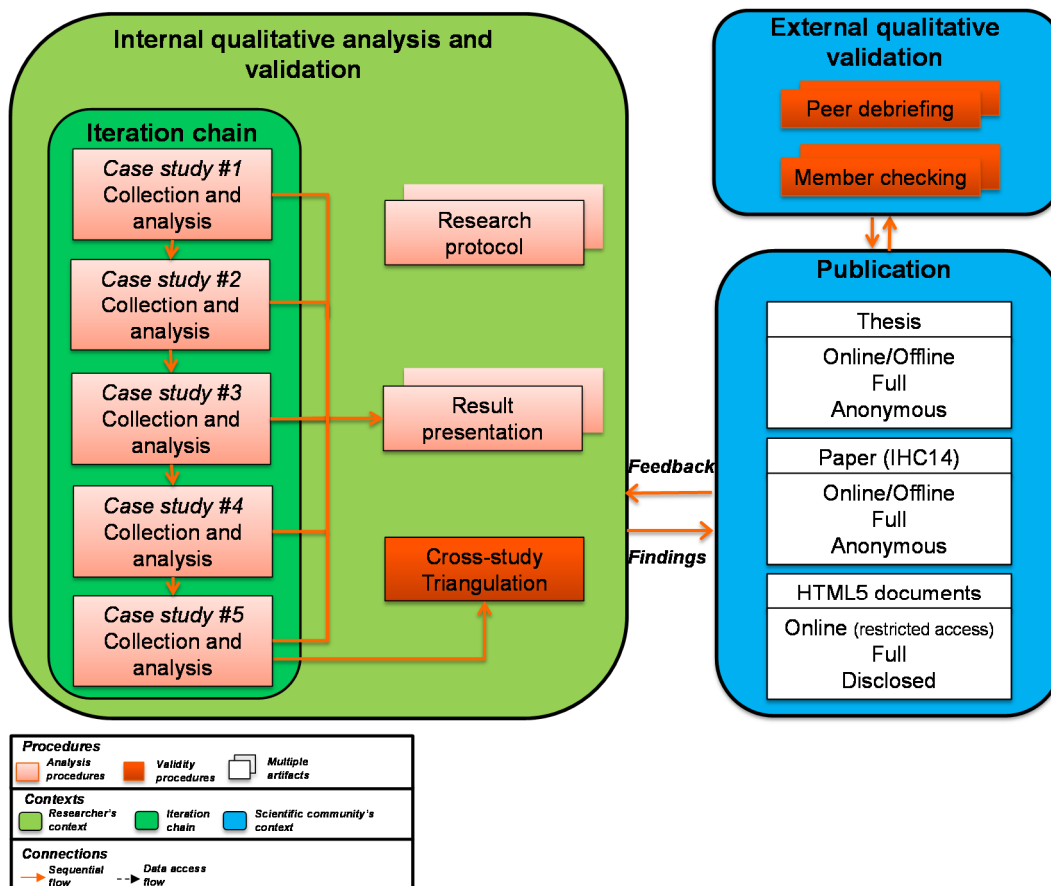 Internal qualitative analysis and
validation
Iteration chain
Case study #1
Collection and
analysis
Case study #2
Collection and
analysis
Case study #3
Collection and
analysis
Case study #4
Collection and
analysis
Case study #5
Collection and
analysis
Research
protocol
Result
presentation
Cross-study
Triangulation
Feedback
Findings
External qualitative
validation
Peer debriefing
Member checking
Publication
Thesis
Online/Offline
Full
Anonymous
Paper (IHC14)
Online/Offline
Full
Anonymous
HTML5 documents
Online (restricted access)
Full
Disclosed
Procedures
Analysis
procedures
Validity
procedures
Multiple
artifacts
Contexts
Researcher's
context
Iteration
chain
Scientific community's
context
Connections
Sequential
flow
Data access
flow